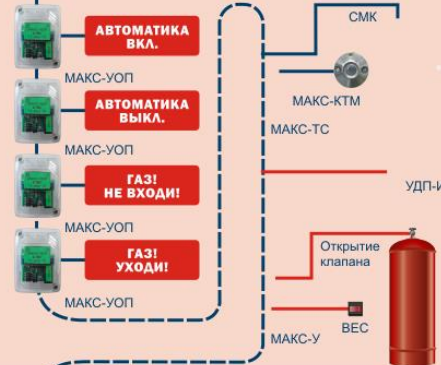 АВТОМАТИКА
ВКЛ.
МАКС-УОП
АВТОМАТИКА
ВЫКЛ.
МАКС-УОП
ГАЗ!
НЕ ВХОДИ!
МАКС-УОП
ГАЗ!
УХОДИ!
МАКС-УОП
СМК
МАКС-КТМ
МАКС-ТС
УДП-И
Открытие
клапана
МАКС-У
ВЕС